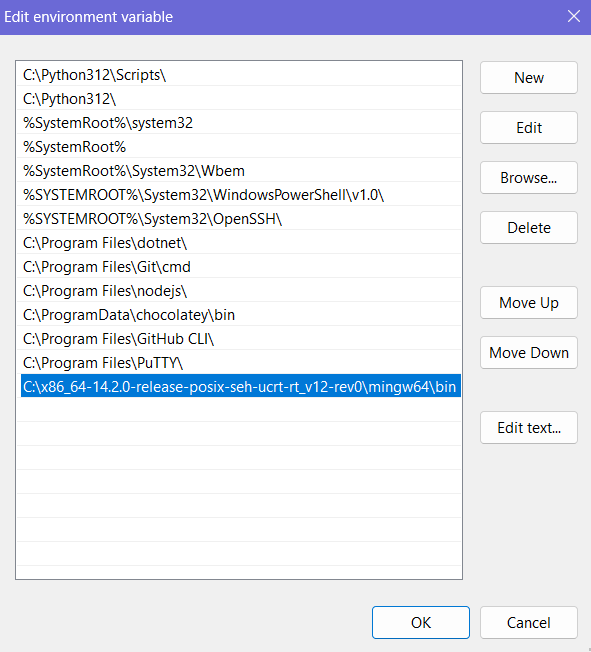 Edit environment variable
C:\Python312\Scripts\
C:\Python312\
%SystemRoot%\system32
%SystemRoot%
%SystemRoot%\System32\Wbem
%SYSTEMROOT%\System32\WindowsPowerShell\v1.0\
%SYSTEMROOT%\System32\OpenSSH\
C:\Program Files\dotnet\
C:\Program Files\Git\cmd
C:\Program Files\nodejs\
C:\ProgramData\chocolatey\bin
C:\Program Files\GitHub CLI\
C:\Program Files\PuTTY\
C:\x86_64-14.2.0-release-posix-seh-ucrt-rt_v12-rev0\mingw64\bin
New
Edit
Browse...
Delete
Move Up
Move Down
Edit text...
OK
Cancel